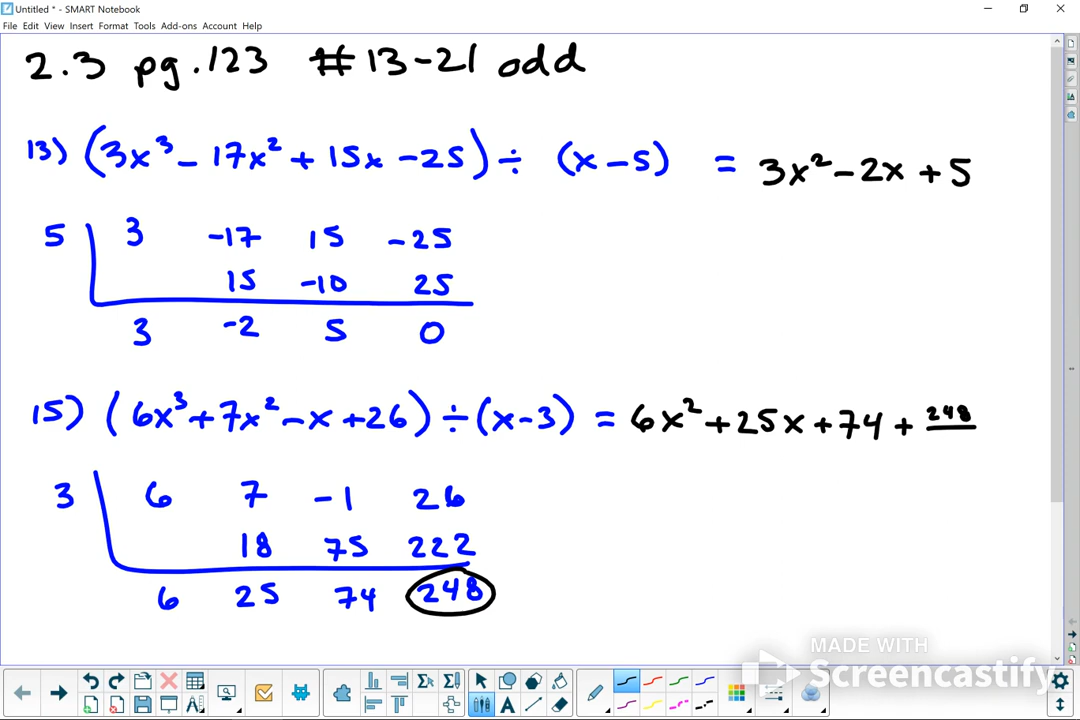 Untitled * - SMART Notebook
File Edit View Insert Format Tools Add-ons Account Help
2.3 pg.123 #13-21 odd
13) (3x³ - 17x² + 15x - 25) ÷ (x - 5) = 3x² - 2x + 5
5 3 -17 15 -25
15 -10 25
3 -2 5 0
15) (6x³ + 7x² - x + 26) ÷ (x - 3) = 6x² + 25x + 74 + 248
3 6 7 -1 26
18 75 222
6 25 74 248
MADE WITH
Screencastify